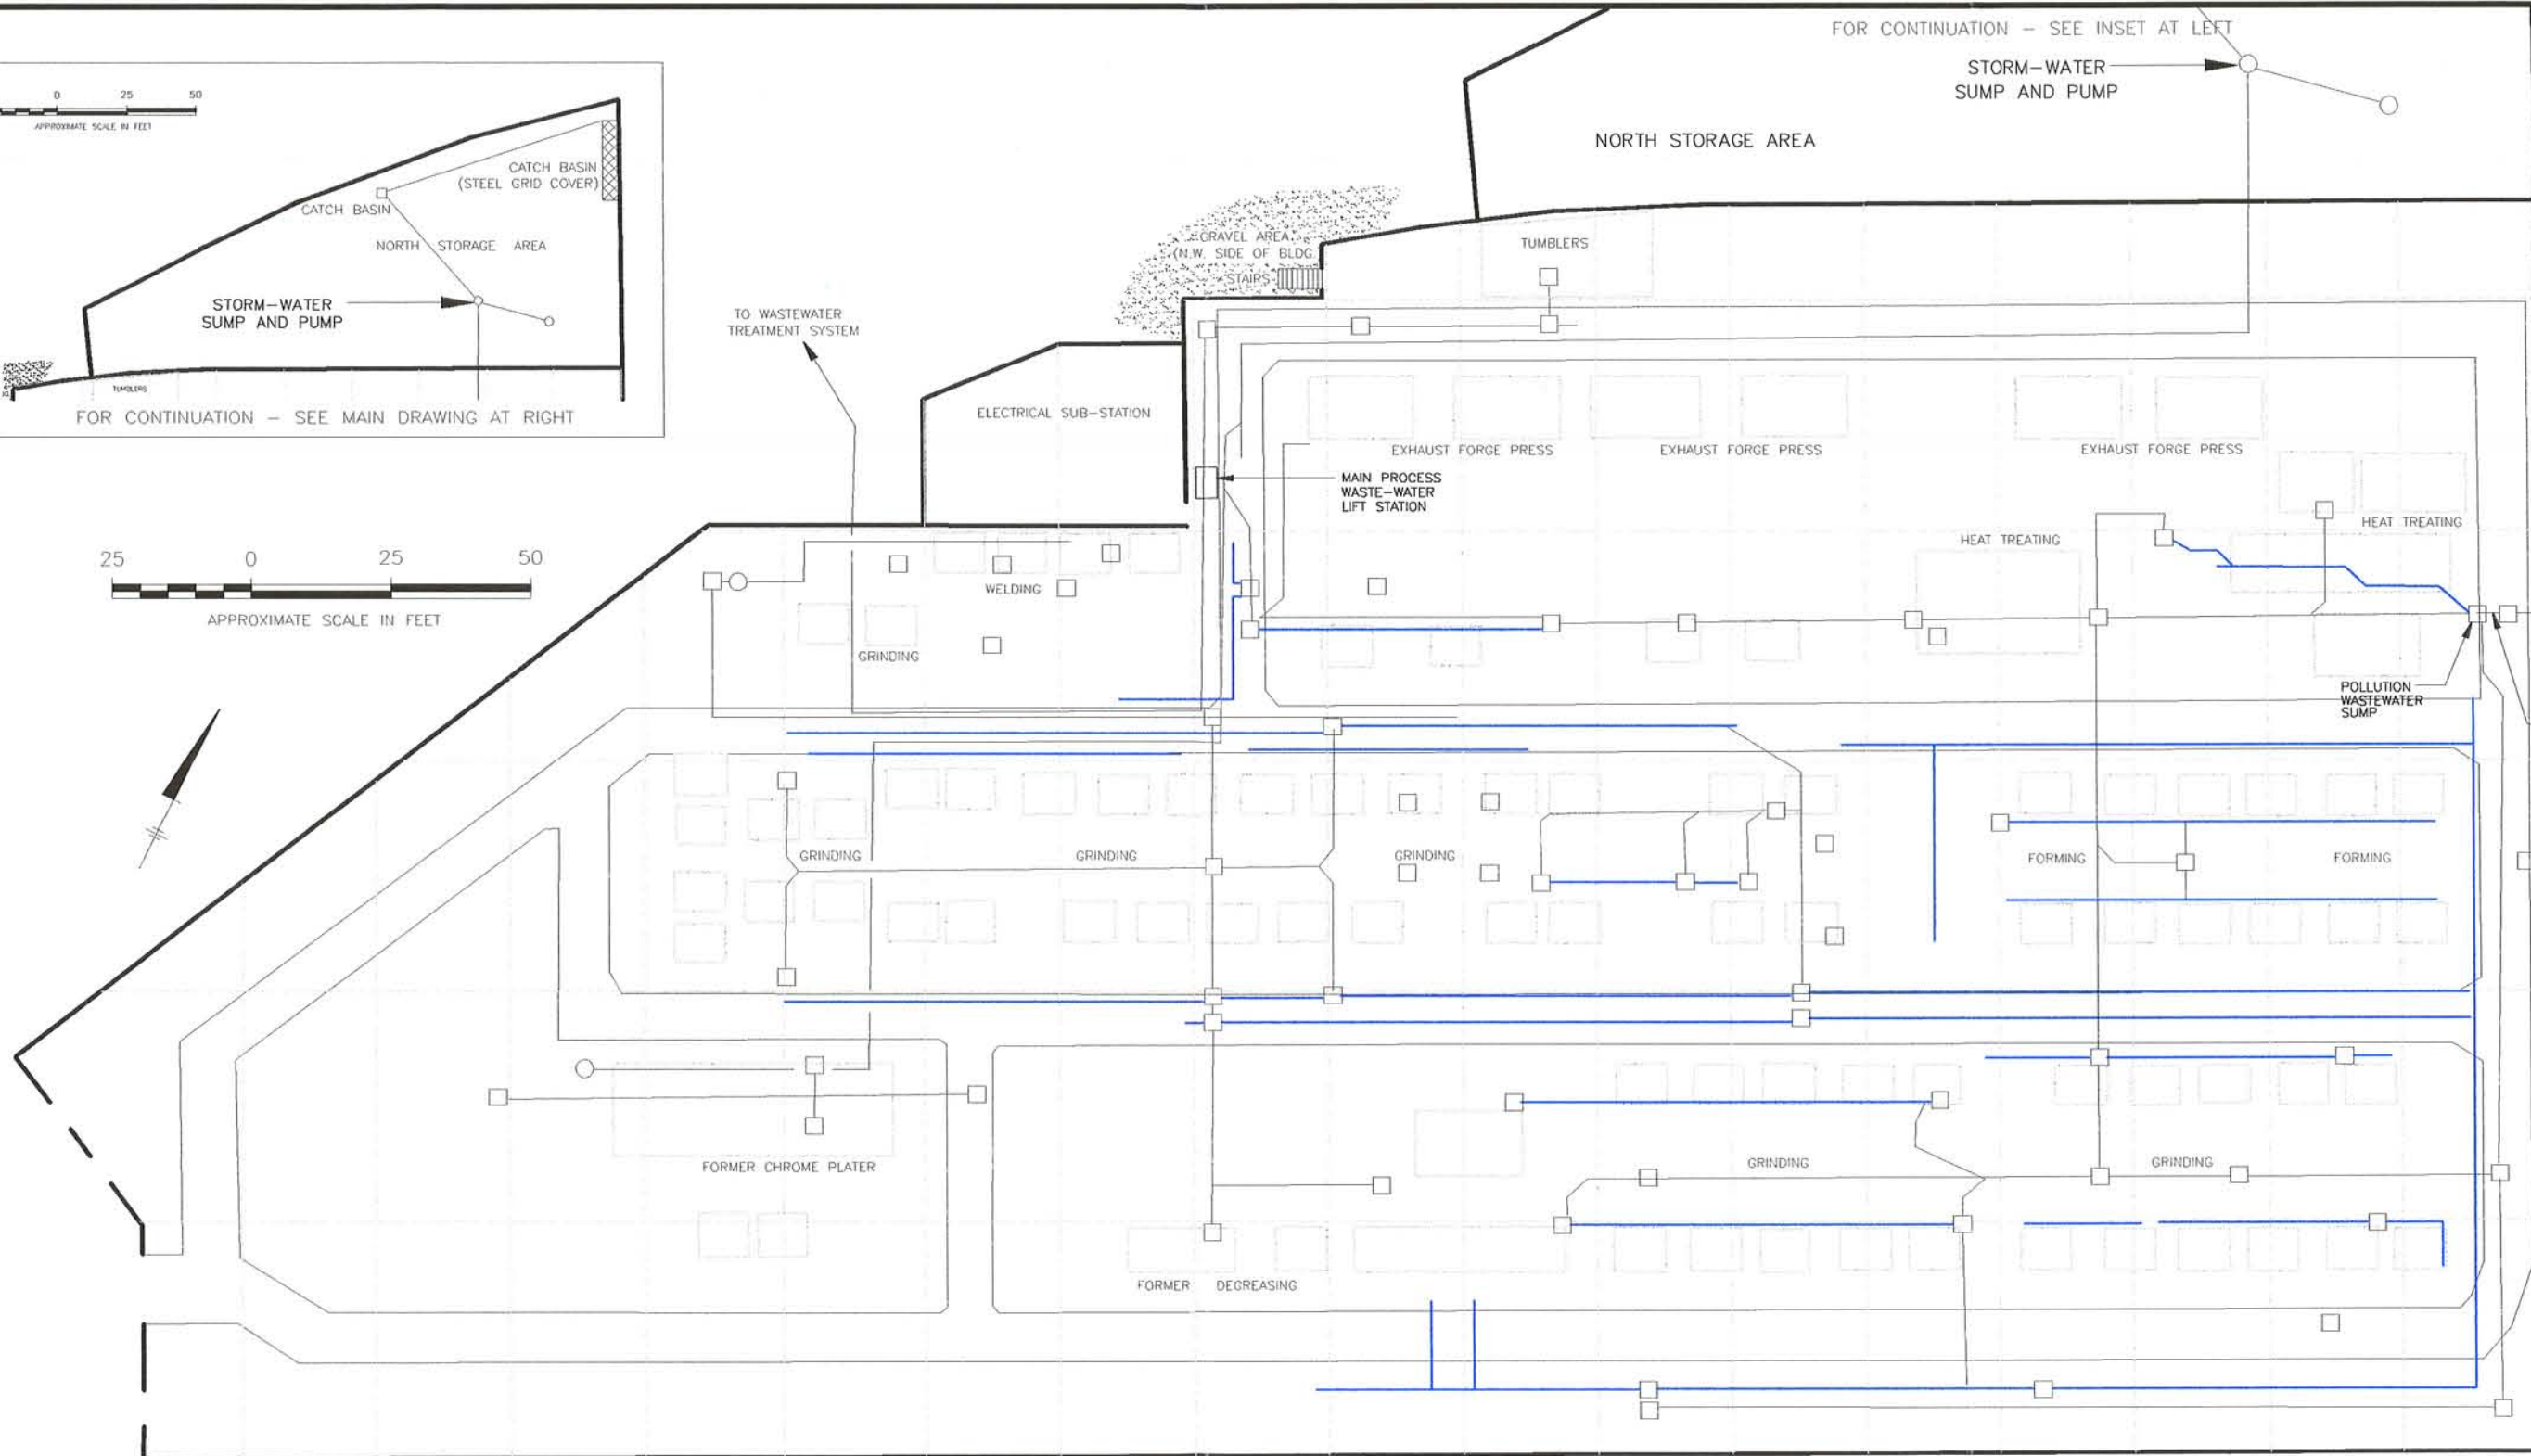 FOR CONTINUATION – SEE INSET AT LEFT
STORM–WATER
SUMP AND PUMP
NORTH STORAGE AREA
0 25 50
APPROXIMATE SCALE IN FEET
CATCH BASIN
(STEEL GRID COVER)
CATCH BASIN
NORTH STORAGE AREA
STORM–WATER
SUMP AND PUMP
TUMBLERS
FOR CONTINUATION – SEE MAIN DRAWING AT RIGHT
GRAVEL AREA
(N.W. SIDE OF BLDG.
STAIRS
TUMBLERS
TO WASTEWATER
TREATMENT SYSTEM
ELECTRICAL SUB–STATION
EXHAUST FORGE PRESS
EXHAUST FORGE PRESS
EXHAUST FORGE PRESS
MAIN PROCESS
WASTE–WATER
LIFT STATION
HEAT TREATING
HEAT TREATING
25 0 25 50
APPROXIMATE SCALE IN FEET
WELDING
GRINDING
POLLUTION
WASTEWATER
SUMP
GRINDING
GRINDING
GRINDING
FORMING
FORMING
FORMER CHROME PLATER
GRINDING
GRINDING
FORMER DEGREASING